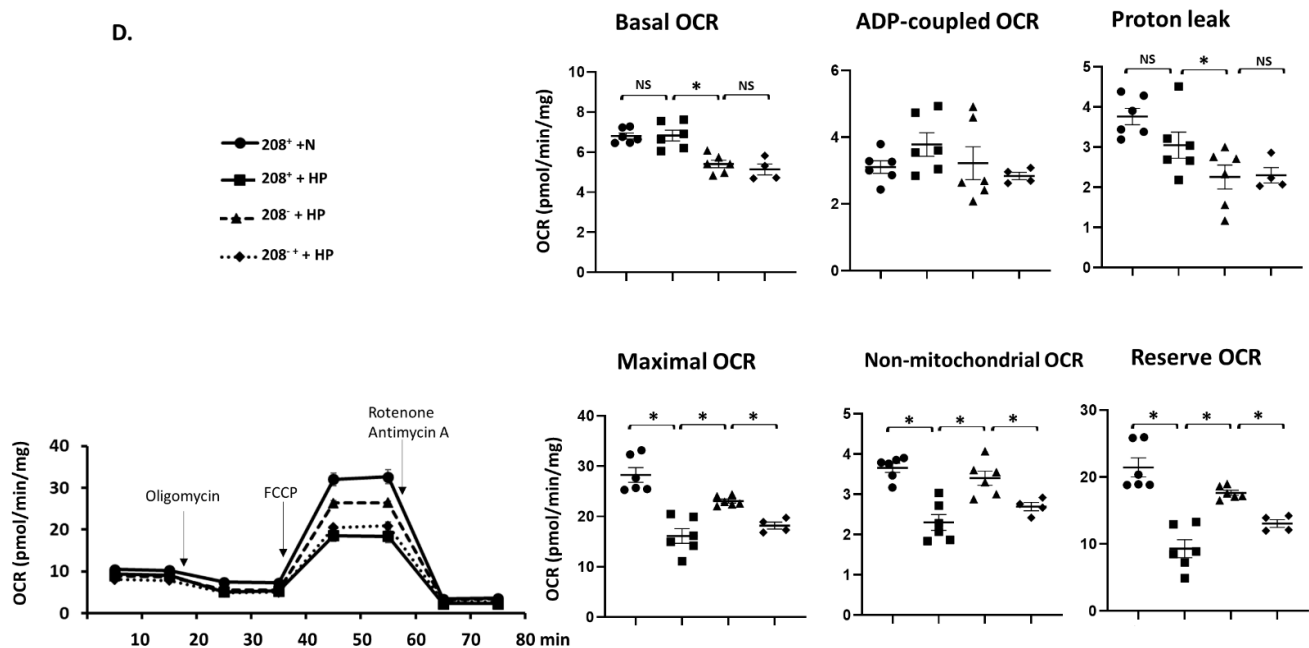 D.
208⁺ +N
208⁺ + HP
208⁻ + HP
208⁻ ⁺ + HP
Basal OCR
ADP-coupled OCR
Proton leak
OCR (pmol/min/mg)
10
8
6
4
2
0
NS
*
NS
6
4
2
0
5
4
3
2
1
0
NS
*
NS
OCR (pmol/min/mg)
40
30
20
10
0
Oligomycin
FCCP
Rotenone
Antimycin A
10 20 30 40 50 60 70 80 min
Maximal OCR
Non-mitochondrial OCR
Reserve OCR
OCR (pmol/min/mg)
40
30
20
10
0
* * *
5
4
3
2
1
0
* * *
30
20
10
0
* * *